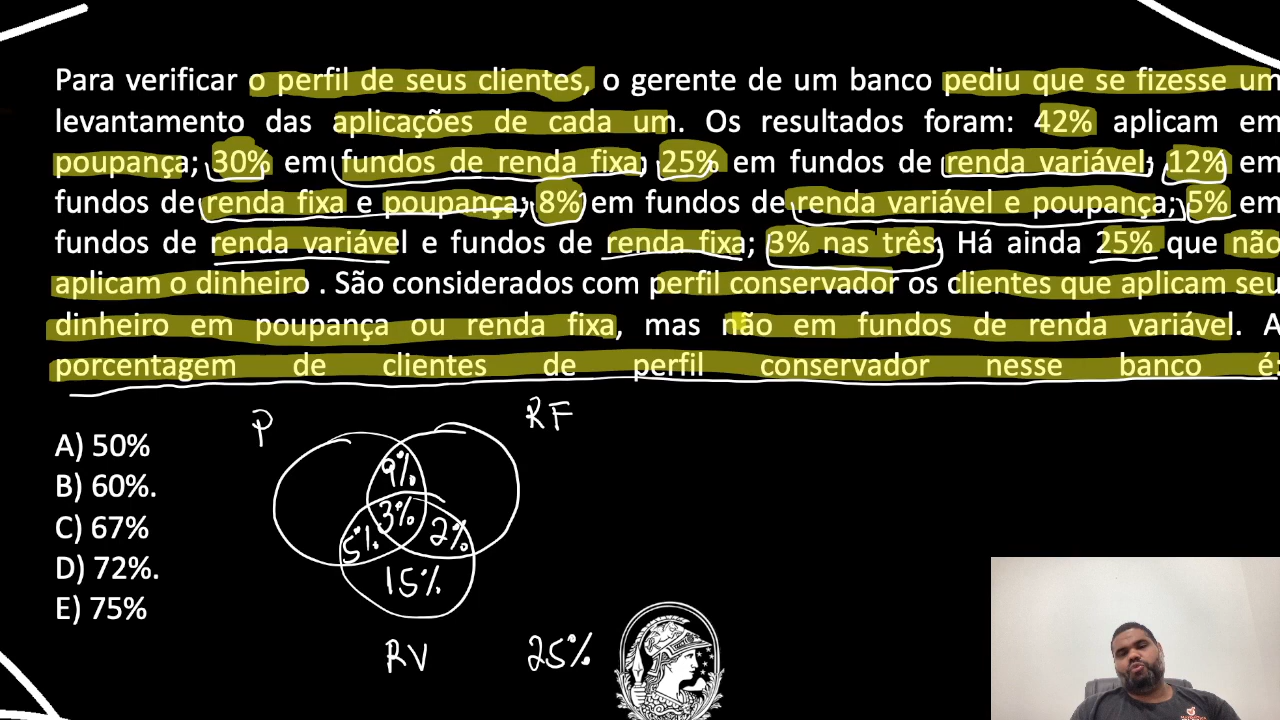 Para verificar o perfil de seus clientes, o gerente de um banco pediu que se fizesse um
levantamento das aplicações de cada um. Os resultados foram: 42% aplicam em
poupança; 30% em fundos de renda fixa; 25% em fundos de renda variável; 12% em
fundos de renda fixa e poupança; 8% em fundos de renda variável e poupança; 5% em
fundos de renda variável e fundos de renda fixa; 3% nas três. Há ainda 25% que não
aplicam o dinheiro . São considerados com perfil conservador os clientes que aplicam seu
dinheiro em poupança ou renda fixa, mas não em fundos de renda variável. A
porcentagem de clientes de perfil conservador nesse banco é:
P
RF
A) 50%
B) 60%.
C) 67%
D) 72%.
E) 75%
9%
3%
5%
2%
15%
RV
25%